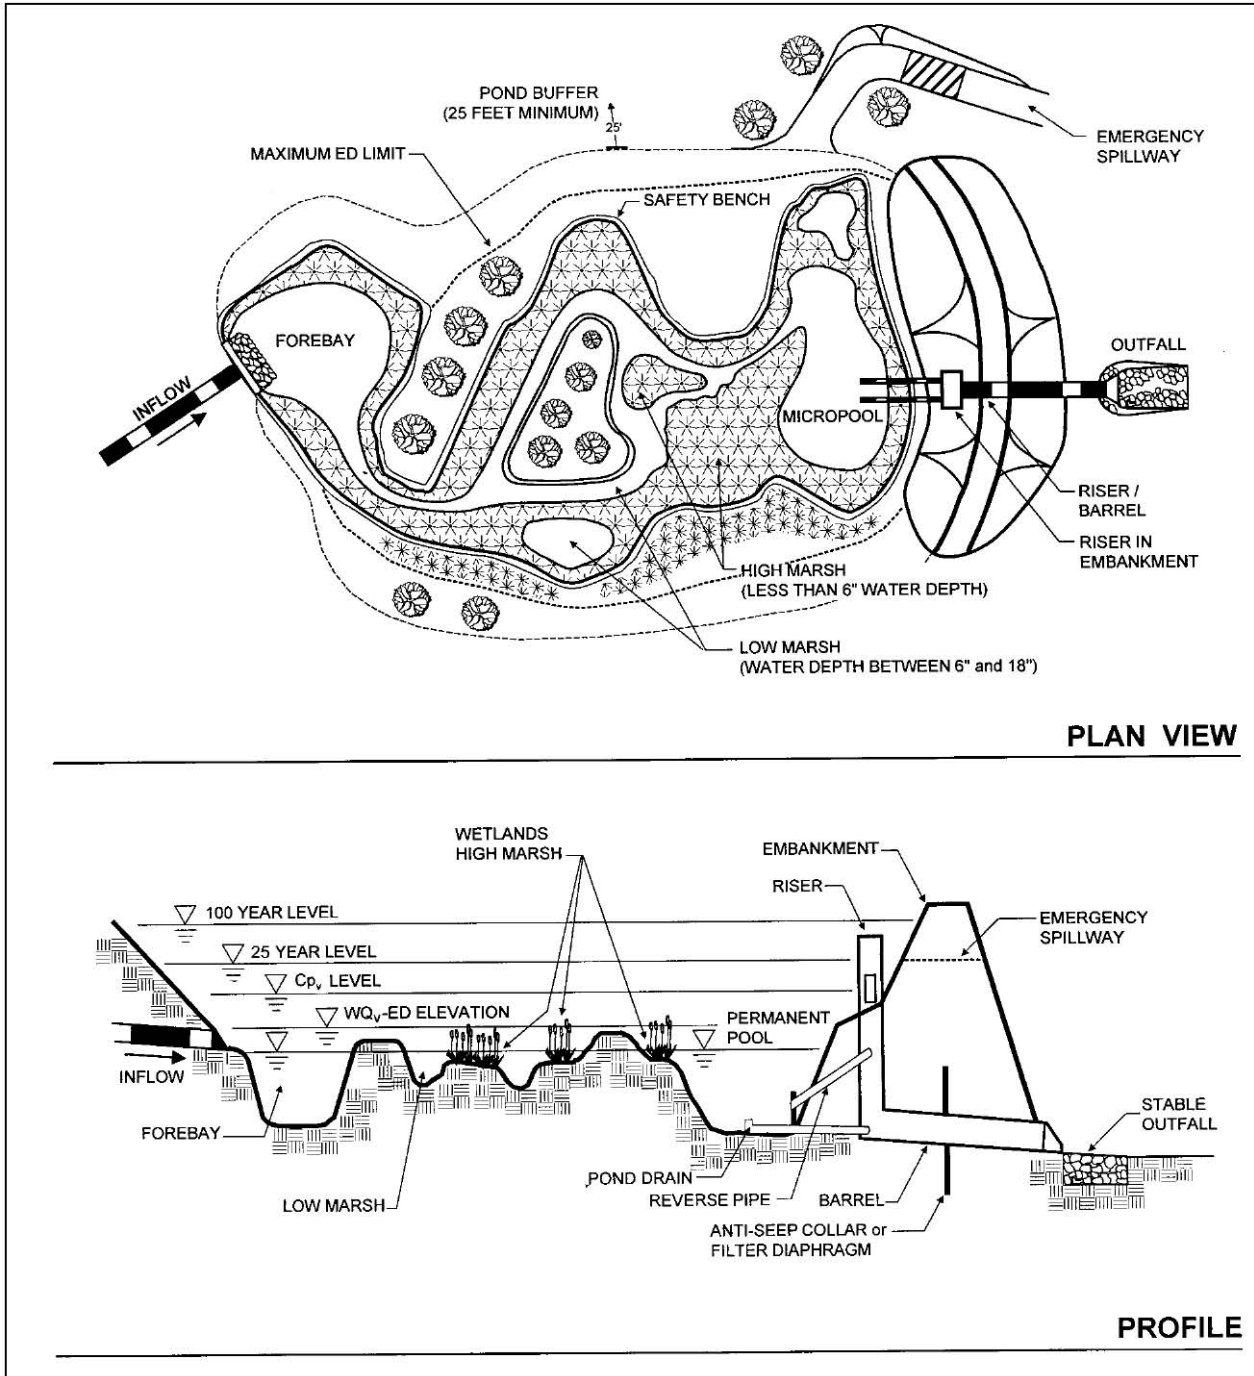 POND BUFFER
(25 FEET MINIMUM)
25'
MAXIMUM ED LIMIT
SAFETY BENCH
EMERGENCY
SPILLWAY
FOREBAY
INFLOW
OUTFALL
MICROPOOL
RISER /
BARREL
RISER IN
EMBANKMENT
HIGH MARSH
(LESS THAN 6" WATER DEPTH)
LOW MARSH
(WATER DEPTH BETWEEN 6" and 18")
PLAN VIEW
WETLANDS
HIGH MARSH
EMBANKMENT
RISER
100 YEAR LEVEL
EMERGENCY
SPILLWAY
25 YEAR LEVEL
Cpv LEVEL
WQv-ED ELEVATION
PERMANENT
POOL
INFLOW
FOREBAY
STABLE
OUTFALL
LOW MARSH
POND DRAIN
REVERSE PIPE
BARREL
ANTI-SEEP COLLAR or
FILTER DIAPHRAGM
PROFILE